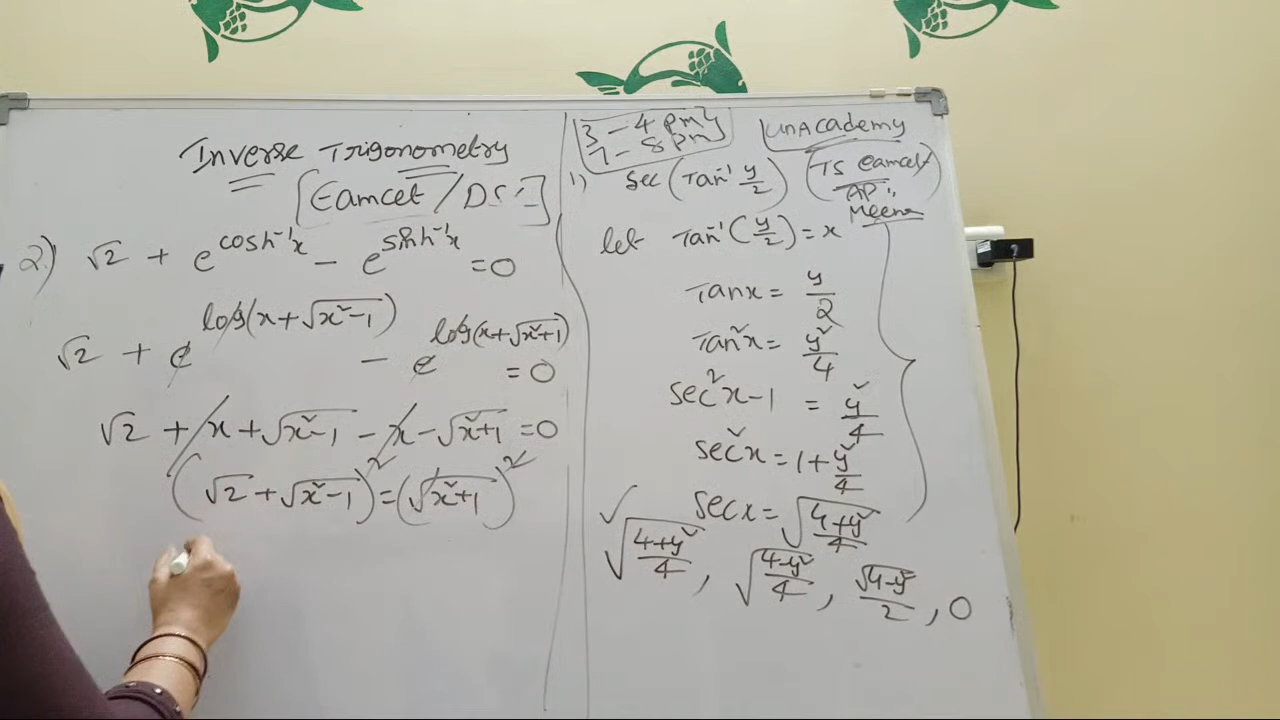 Inverse Trigonometry
[Eamcet / DSC]
2) √2 + e^{cosh⁻¹x} − e^{sinh⁻¹x} = 0
√2 + e^{log(x+√(x²−1))} − e^{log(x+√(x²+1))} = 0
√2 + x + √(x²−1) − x − √(x²+1) = 0
(√2 + √(x²−1))² = (√(x²+1))²
3 – 4 pm
7 – 8 pm
UnAcademy
1) Sec(Tan⁻¹ y/2)
(TS Eamcet
AP
Meena
let Tan⁻¹(y/2) = x
Tanx = y/2
Tan²x = y²/4
sec²x−1 = y²/4
sec²x = 1+y²/4
secx = √((4+y²)/4)
✓ √((4+y²)/4), √((4−y²)/4), √(4−y²)/2, 0